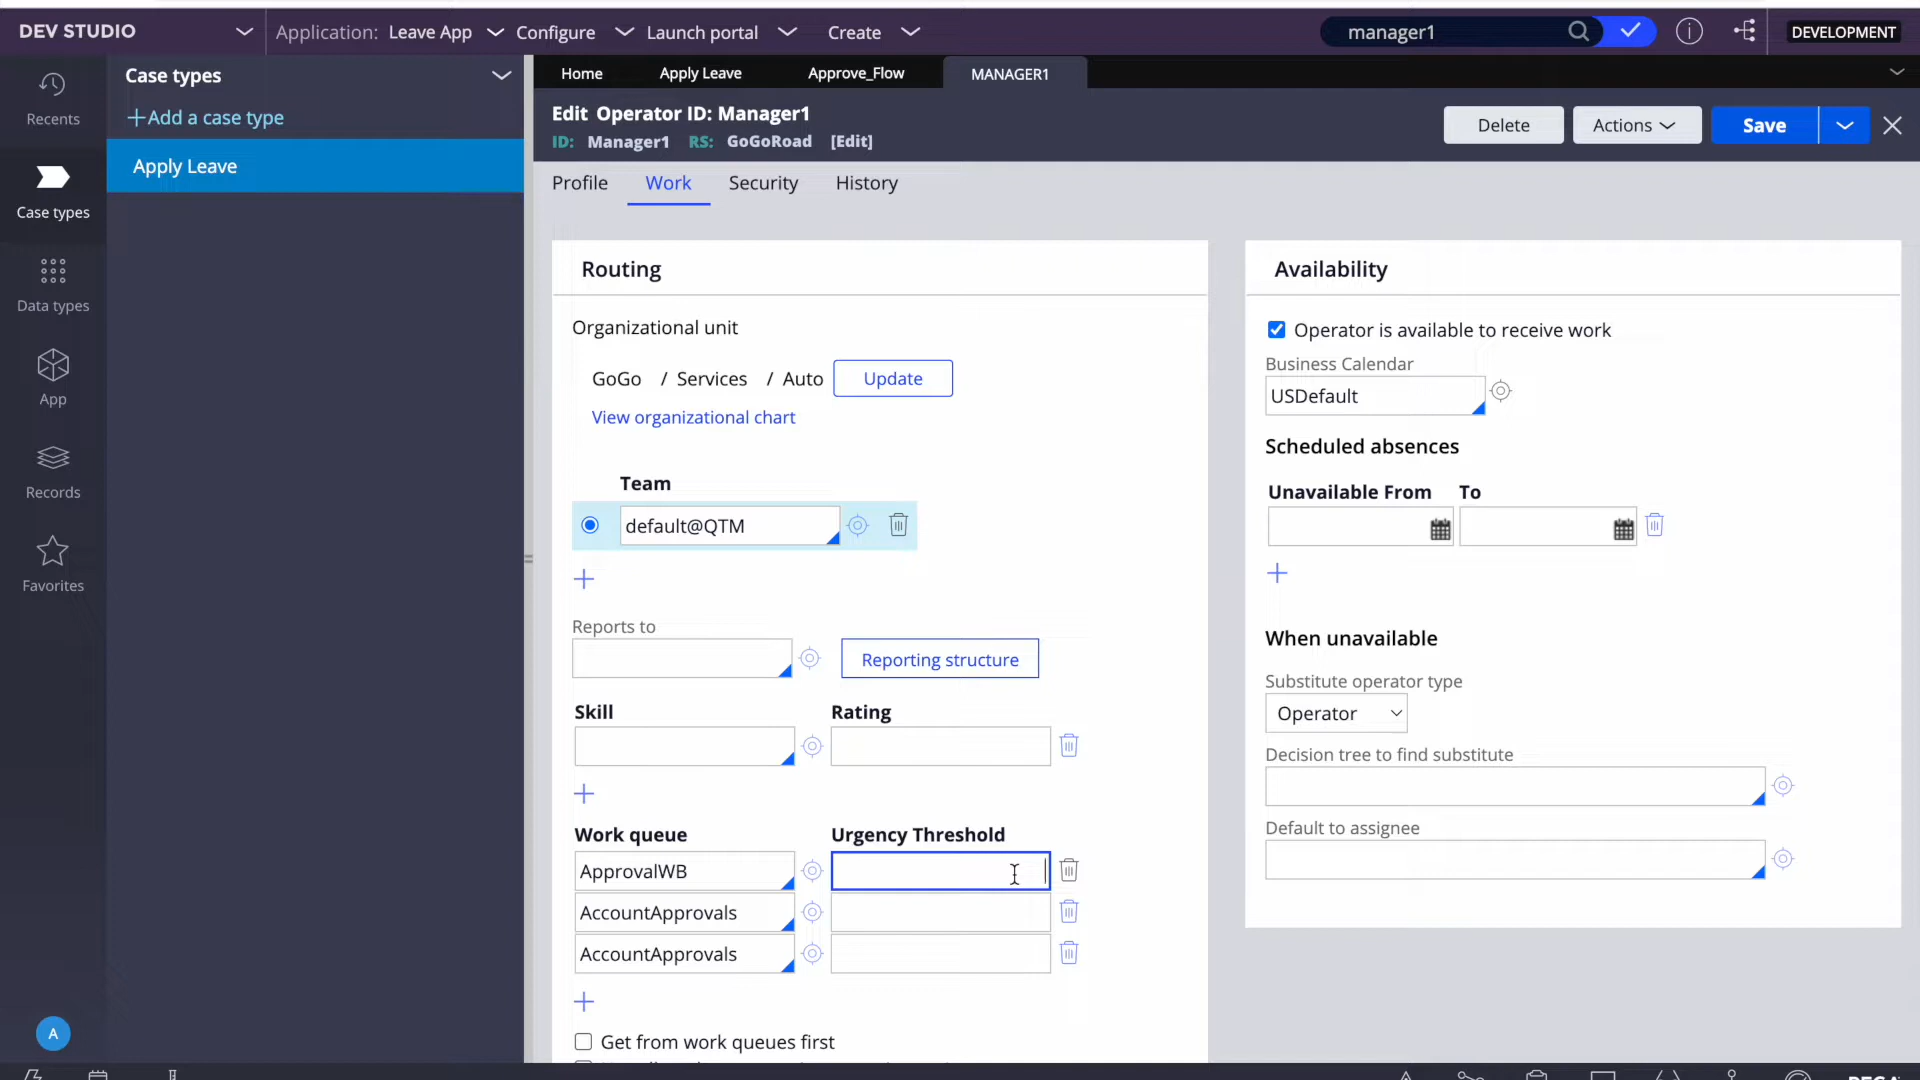 DEV STUDIO
Application: Leave App
Configure
Launch portal
Create
manager1
DEVELOPMENT
Recents
Case types
Data types
App
Records
Favorites
A
Case types
Add a case type
Apply Leave
Home
Apply Leave
Approve_Flow
MANAGER1
Edit Operator ID: Manager1
ID: Manager1 RS: GoGoRoad [Edit]
Delete
Actions
Save
Profile
Work
Security
History
Routing
Organizational unit
GoGo / Services / Auto
Update
View organizational chart
Team
default@QTM
Reports to
Reporting structure
Skill
Rating
Work queue
Urgency Threshold
ApprovalWB
AccountApprovals
AccountApprovals
Get from work queues first
Availability
Operator is available to receive work
Business Calendar
USDefault
Scheduled absences
Unavailable From
To
When unavailable
Substitute operator type
Operator
Decision tree to find substitute
Default to assignee